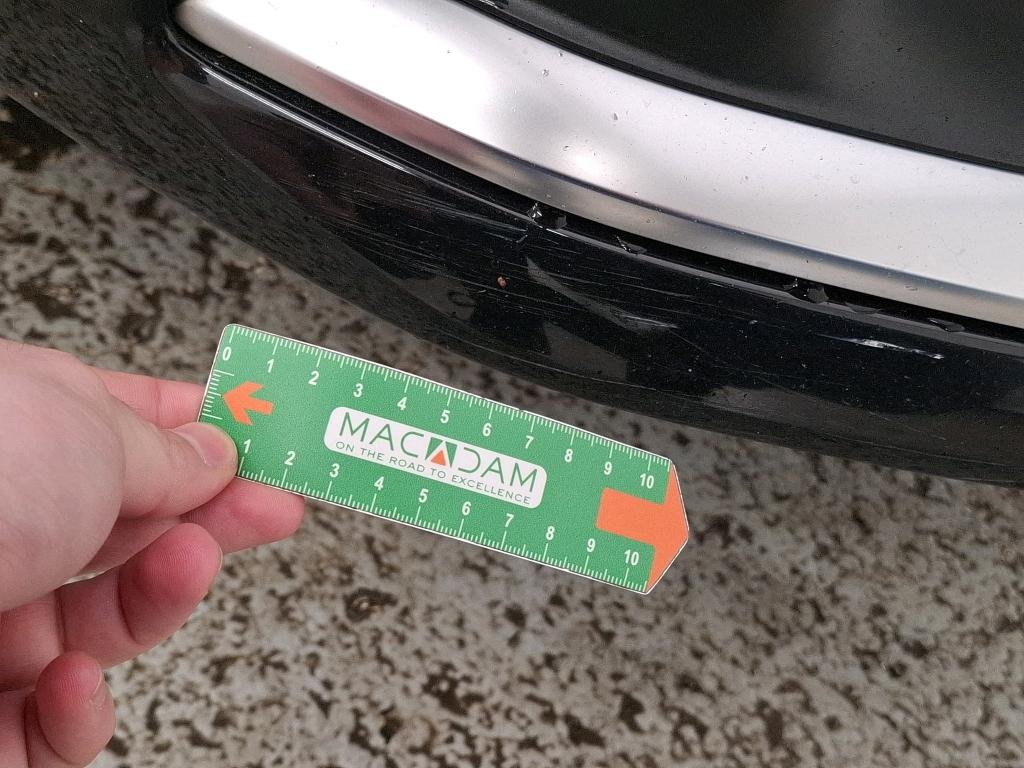 0 1 2 3 4 5 6 7 8 9 10
MACADAM
ON THE ROAD TO EXCELLENCE
1 2 3 4 5 6 7 8 9 10